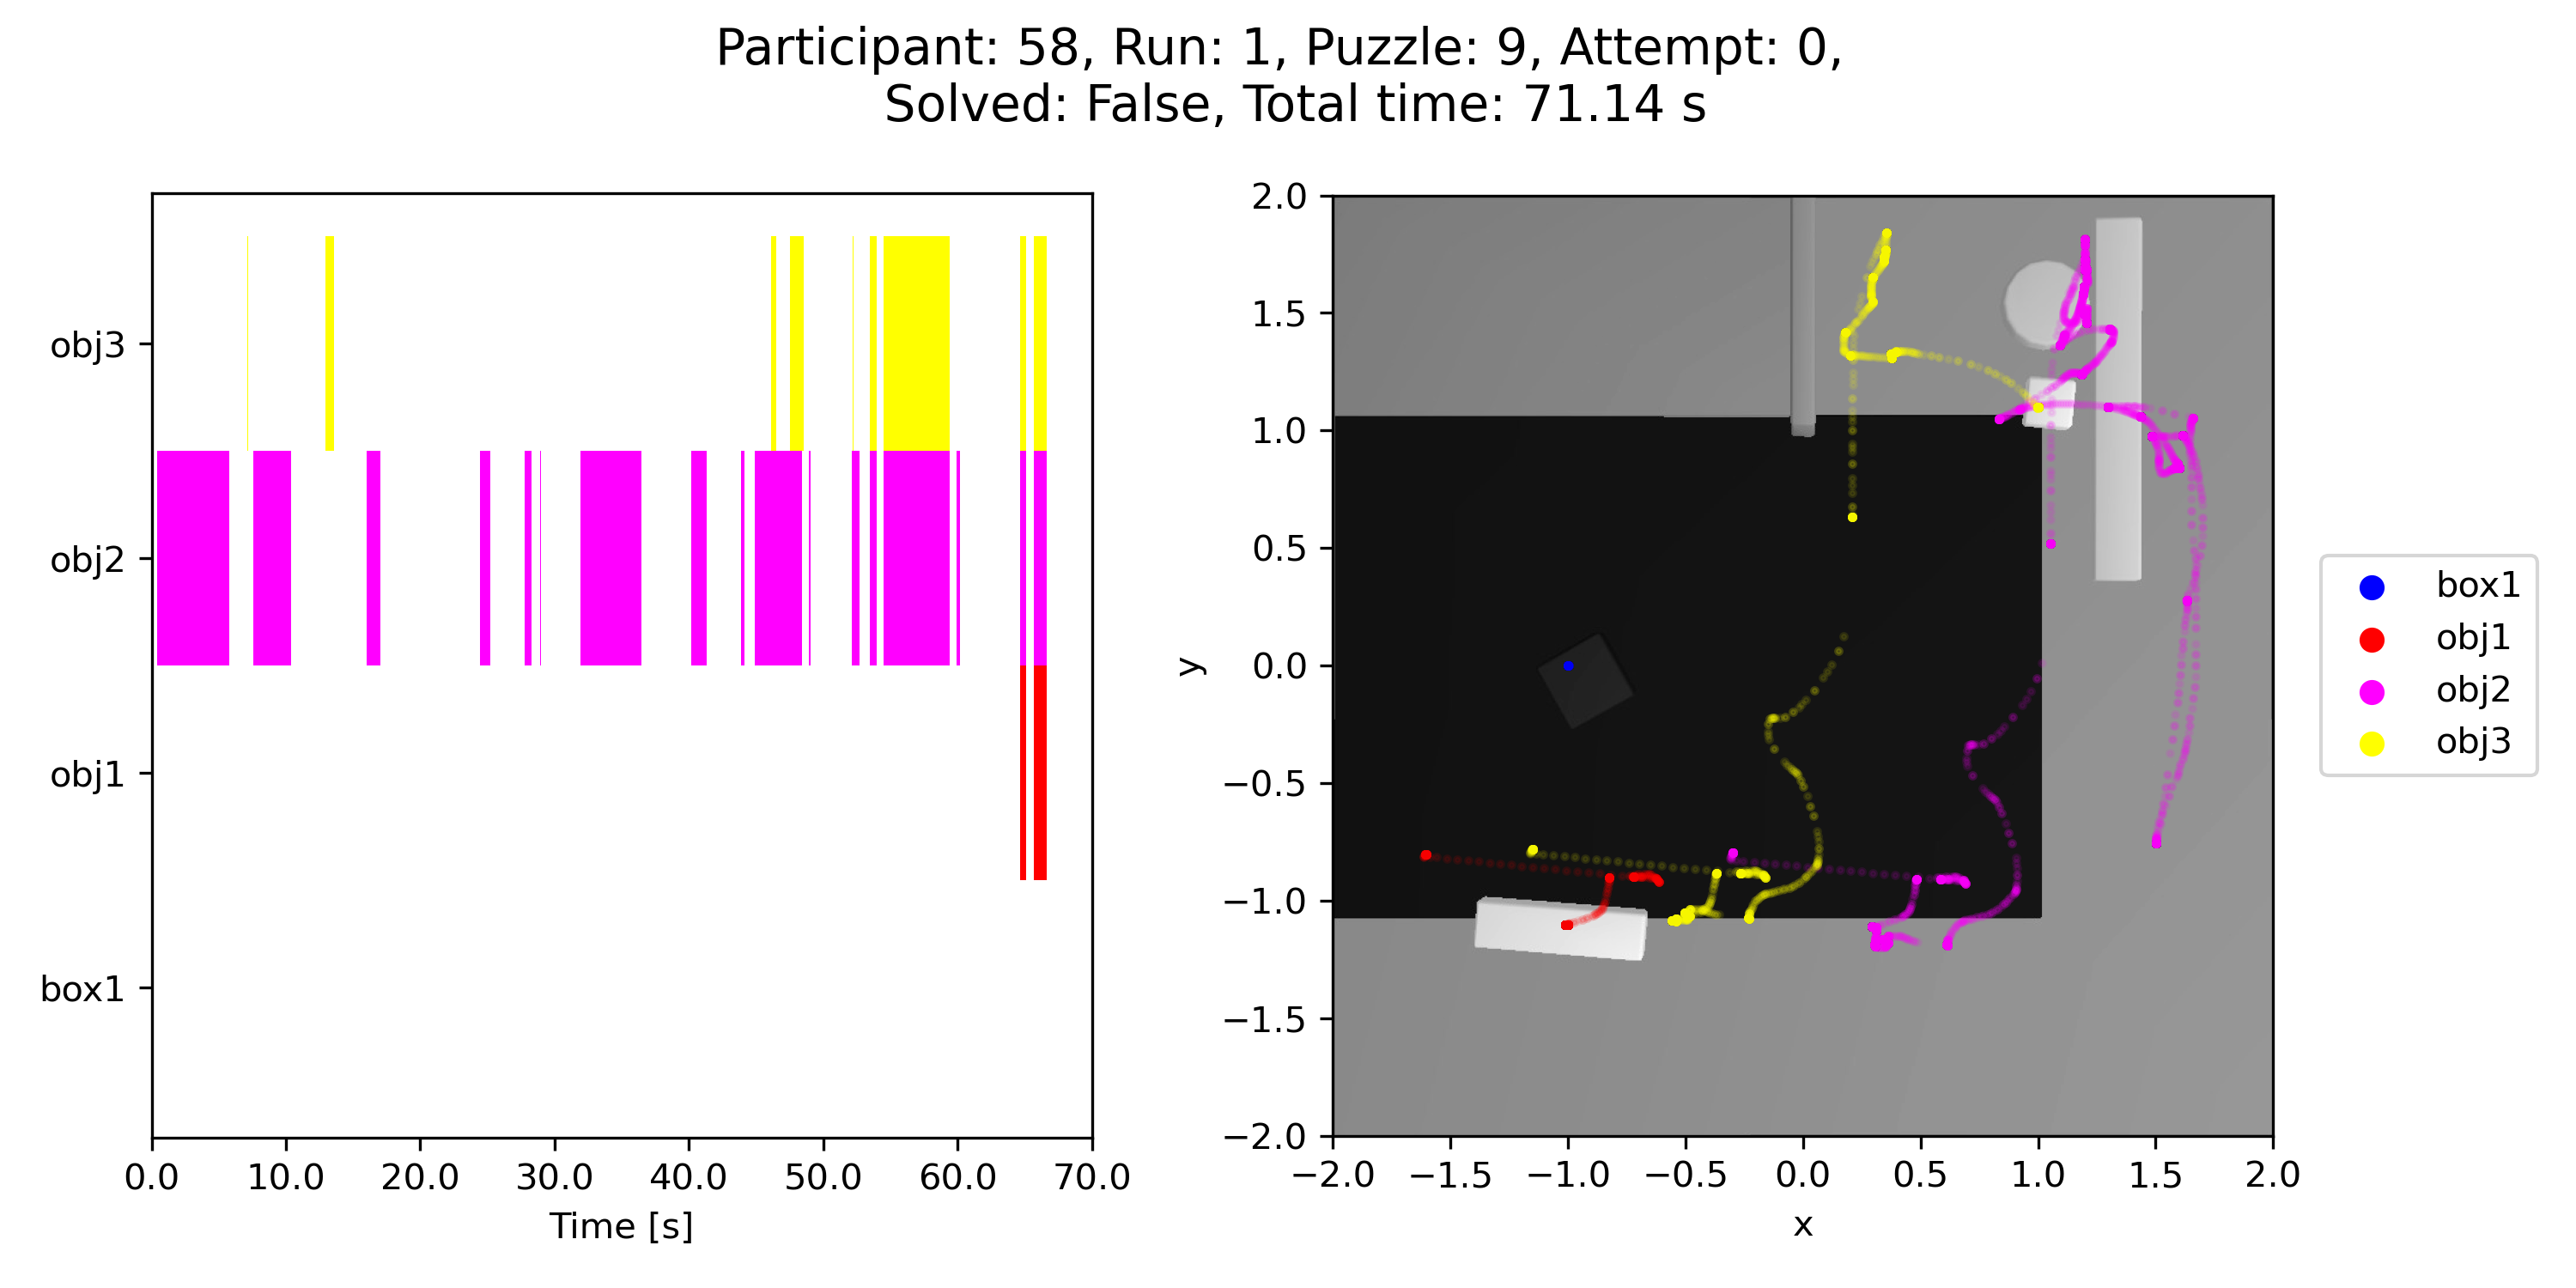 Participant: 58, Run: 1, Puzzle: 9, Attempt: 0,
Solved: False, Total time: 71.14 s
obj3
obj2
obj1
box1
0.0 10.0 20.0 30.0 40.0 50.0 60.0 70.0
Time [s]
2.0
1.5
1.0
0.5
0.0
−0.5
−1.0
−1.5
−2.0
y
−2.0 −1.5 −1.0 −0.5 0.0 0.5 1.0 1.5 2.0
x
box1
obj1
obj2
obj3